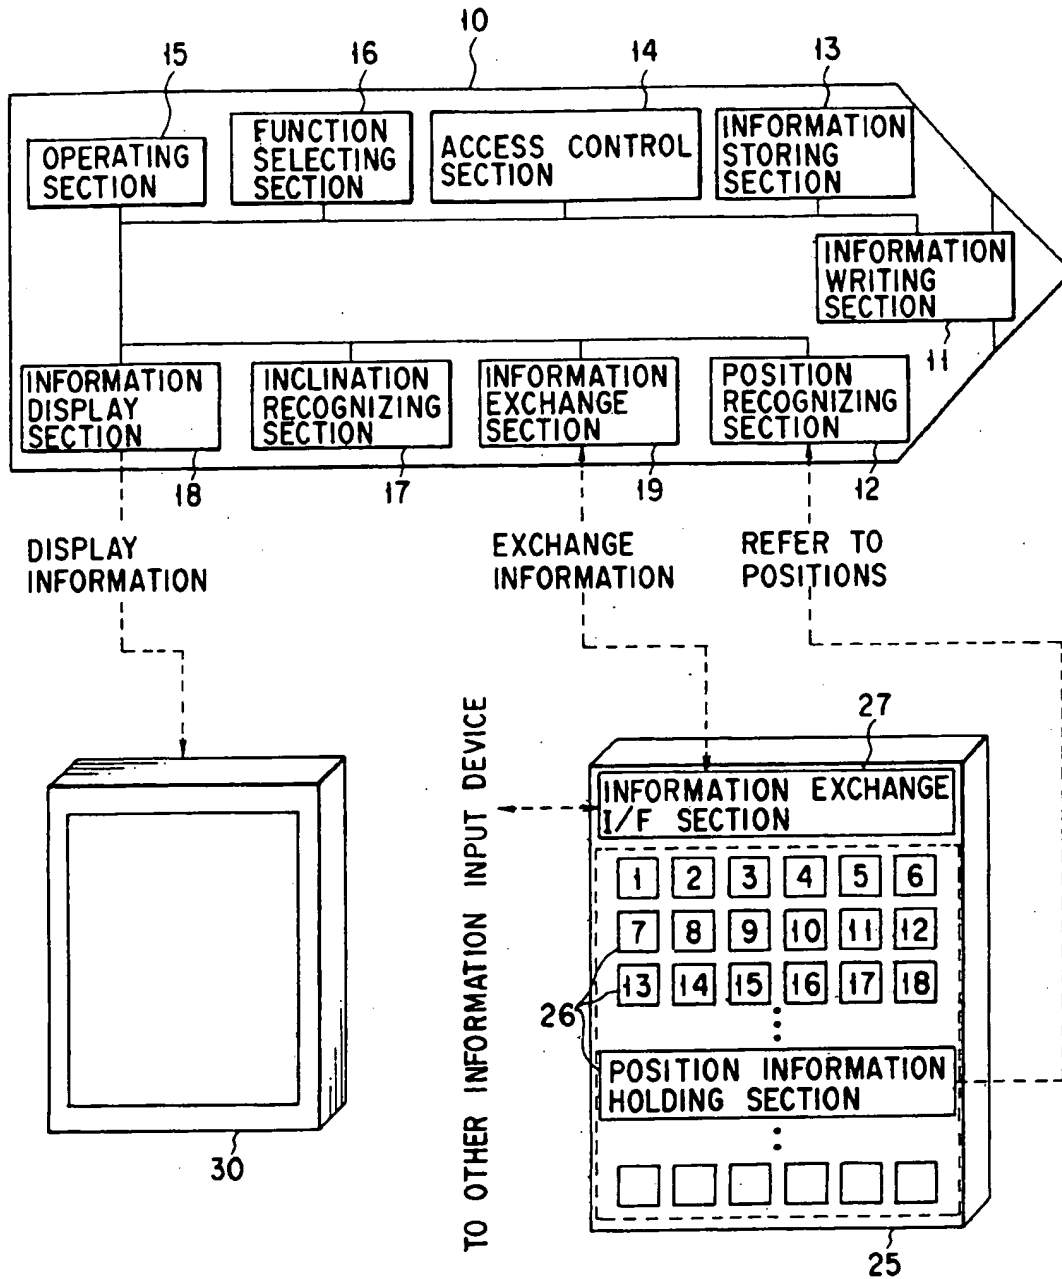 10
15
16
14
13
OPERATING
SECTION
FUNCTION
SELECTING
SECTION
ACCESS CONTROL
SECTION
INFORMATION
STORING
SECTION
INFORMATION
WRITING
SECTION
11
INFORMATION
DISPLAY
SECTION
INCLINATION
RECOGNIZING
SECTION
INFORMATION
EXCHANGE
SECTION
POSITION
RECOGNIZING
SECTION
18
17
19
12
DISPLAY
INFORMATION
EXCHANGE
INFORMATION
REFER TO
POSITIONS
30
TO OTHER INFORMATION INPUT DEVICE
27
INFORMATION EXCHANGE
I/F SECTION
1 2 3 4 5 6
7 8 9 10 11 12
13 14 15 16 17 18
26
POSITION INFORMATION
HOLDING SECTION
25